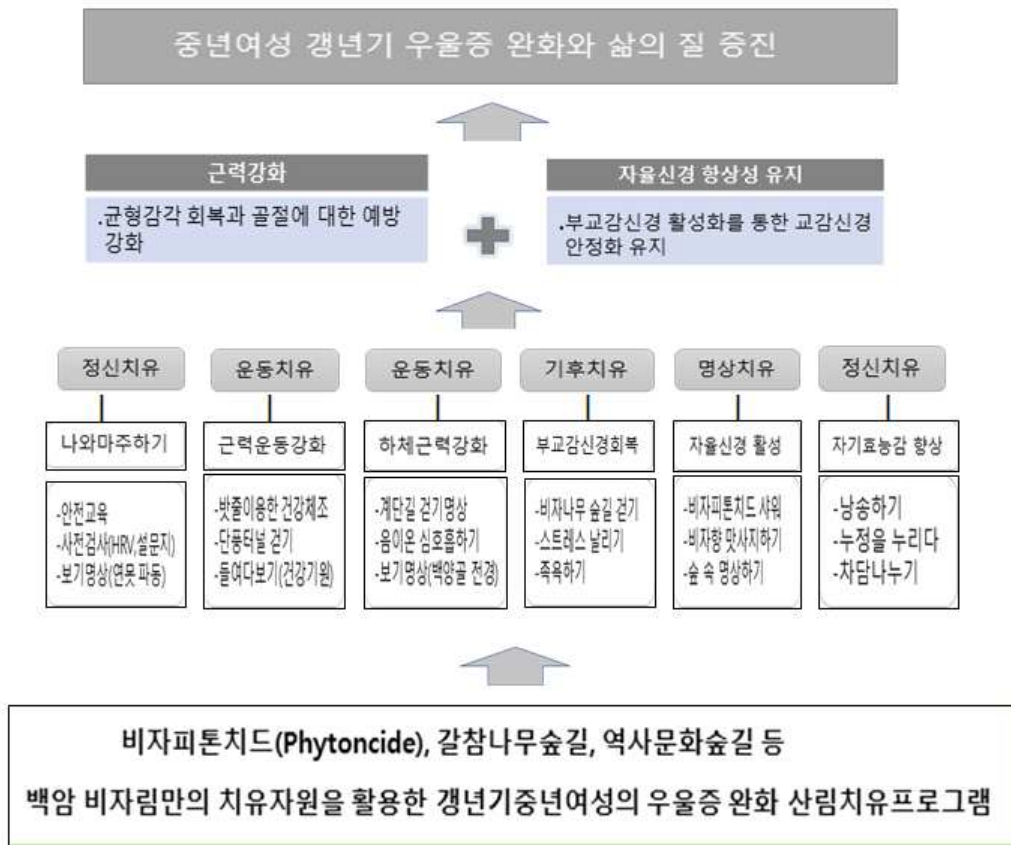 중년여성 갱년기 우울증 완화와 삶의 질 증진
근력강화
.균형감각 회복과 골절에 대한 예방
강화
자율신경 항상성 유지
.부교감신경 활성화를 통한 교감신경
안정화 유지
정신치유
운동치유
운동치유
기후치유
명상치유
정신치유
나와마주하기
근력운동강화
하체근력강화
부교감신경회복
자율신경 활성
자기효능감 향상
-안전교육
-사전검사(HRV,설문지)
-보기명상(연못 파동)
-밧줄이용한 건강체조
-단풍터널 걷기
-들여다보기(건강기원)
-계단길 걷기명상
-음이온 심호흡하기
-보기명상(백양골 전경)
-비자나무 숲길 걷기
-스트레스 날리기
-족욕하기
-비자피톤치드 샤워
-비자향 맛사지하기
-숲 속 명상하기
-낭송하기
-누정을 누리다
-차담나누기
비자피톤치드(Phytoncide), 갈참나무숲길, 역사문화숲길 등
백암 비자림만의 치유자원을 활용한 갱년기중년여성의 우울증 완화 산림치유프로그램